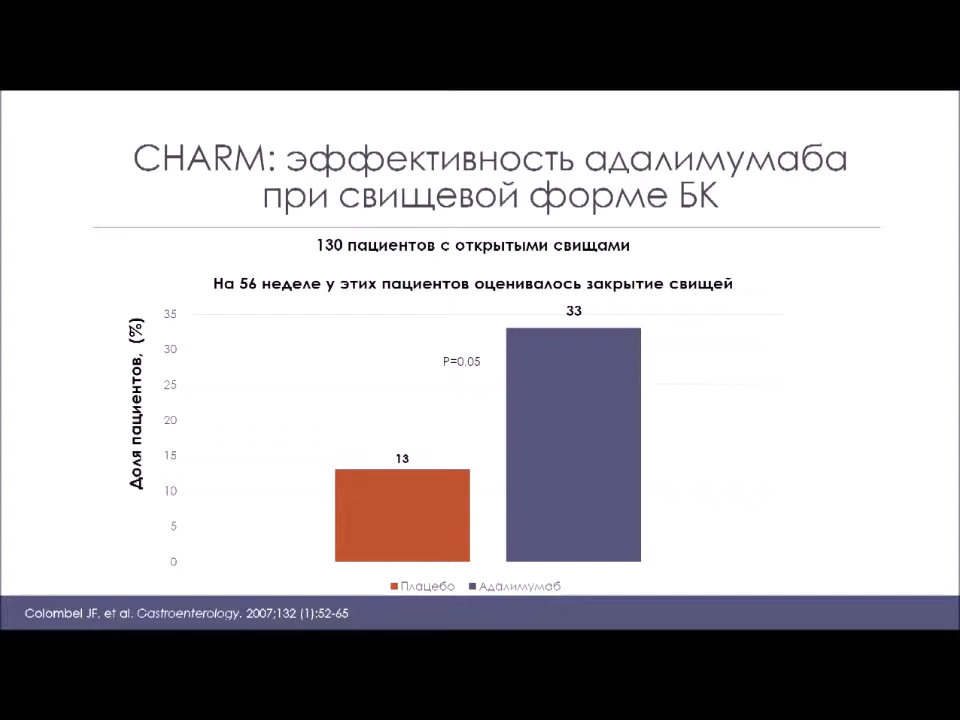 CHARM: эффективность адалимумаба
при свищевой форме БК
130 пациентов с открытыми свищами
На 56 неделе у этих пациентов оценивалось закрытие свищей
Доля пациентов, (%)
35
30
25
20
15
10
5
0
33
P=0,05
13
Плацебо
Адалимумаб
Colombel JF, et al. Gastroenterology. 2007;132 (1):52-65